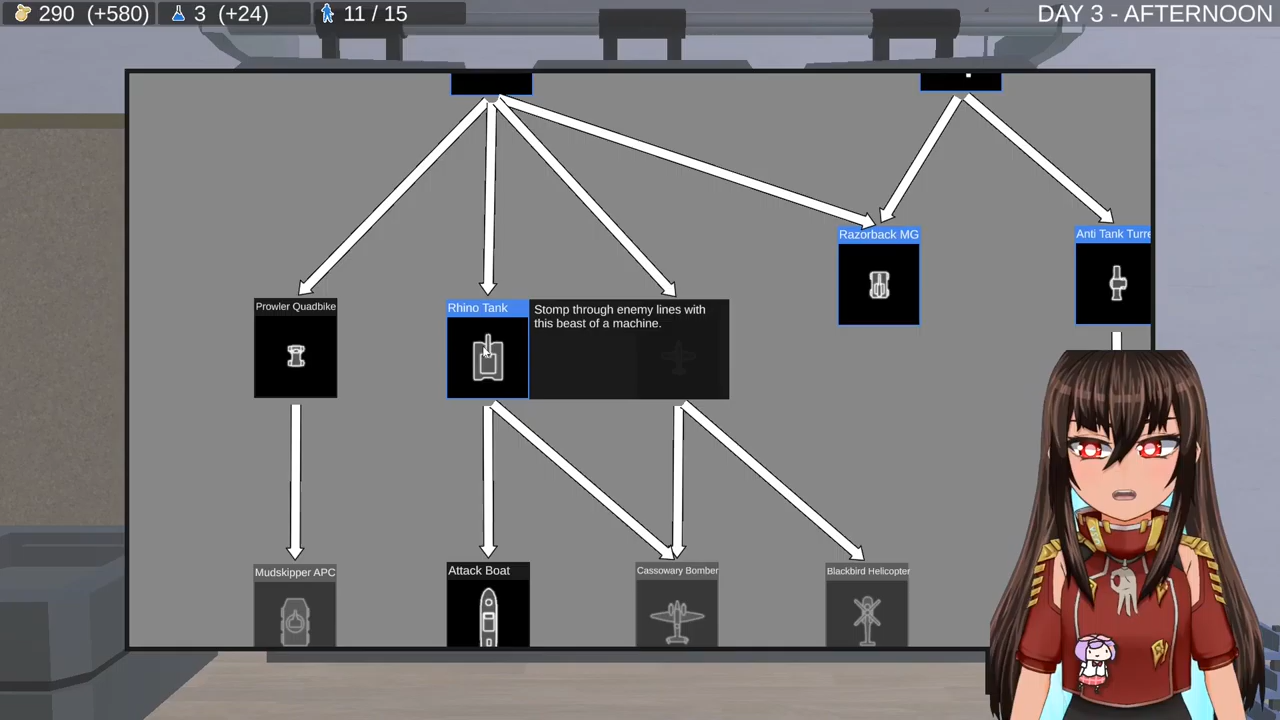 290 (+580)
3 (+24)
11 / 15
DAY 3 - AFTERNOON
Razorback MG
Anti Tank Turre
Prowler Quadbike
Rhino Tank
Stomp through enemy lines with
this beast of a machine.
Mudskipper APC
Attack Boat
Cassowary Bomber
Blackbird Helicopter